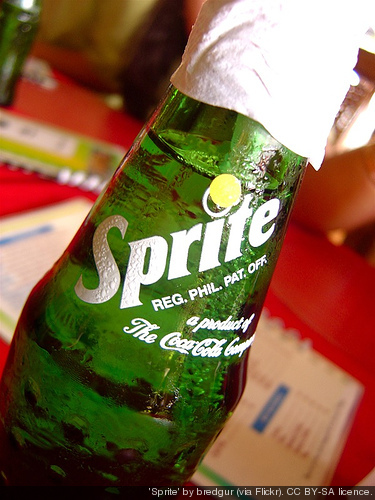 Sprite
REG. PHIL. PAT. OFF.
a product of
The Coca-Cola Company
'Sprite' by bredgur (via Flickr). CC BY-SA licence